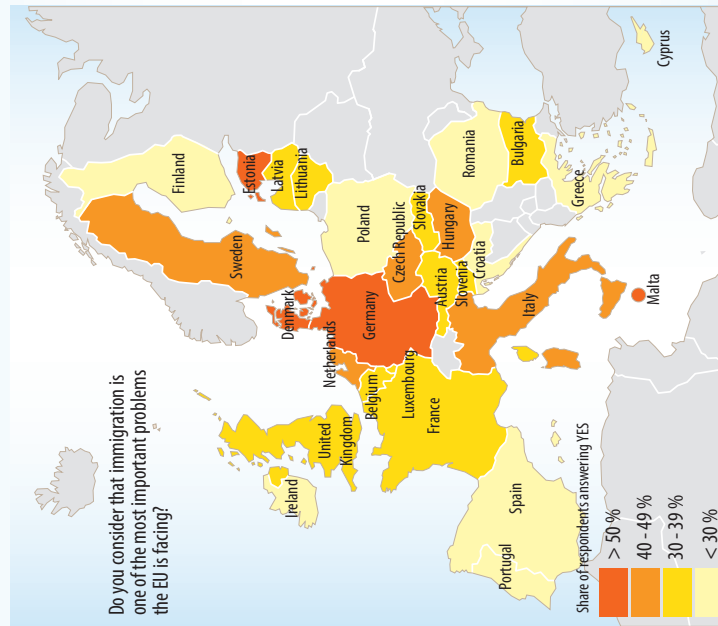 Do you consider that immigration is
one of the most important problems
the EU is facing?
Finland
Sweden
Estonia
Latvia
Lithuania
Denmark
Ireland
United
Kingdom
Netherlands
Belgium
Luxembourg
Germany
Poland
Czech Republic
Slovakia
France
Austria
Hungary
Slovenia
Croatia
Romania
Bulgaria
Portugal
Spain
Italy
Greece
Malta
Cyprus
Share of respondents answering YES
> 50 %
40 - 49 %
30 - 39 %
< 30 %